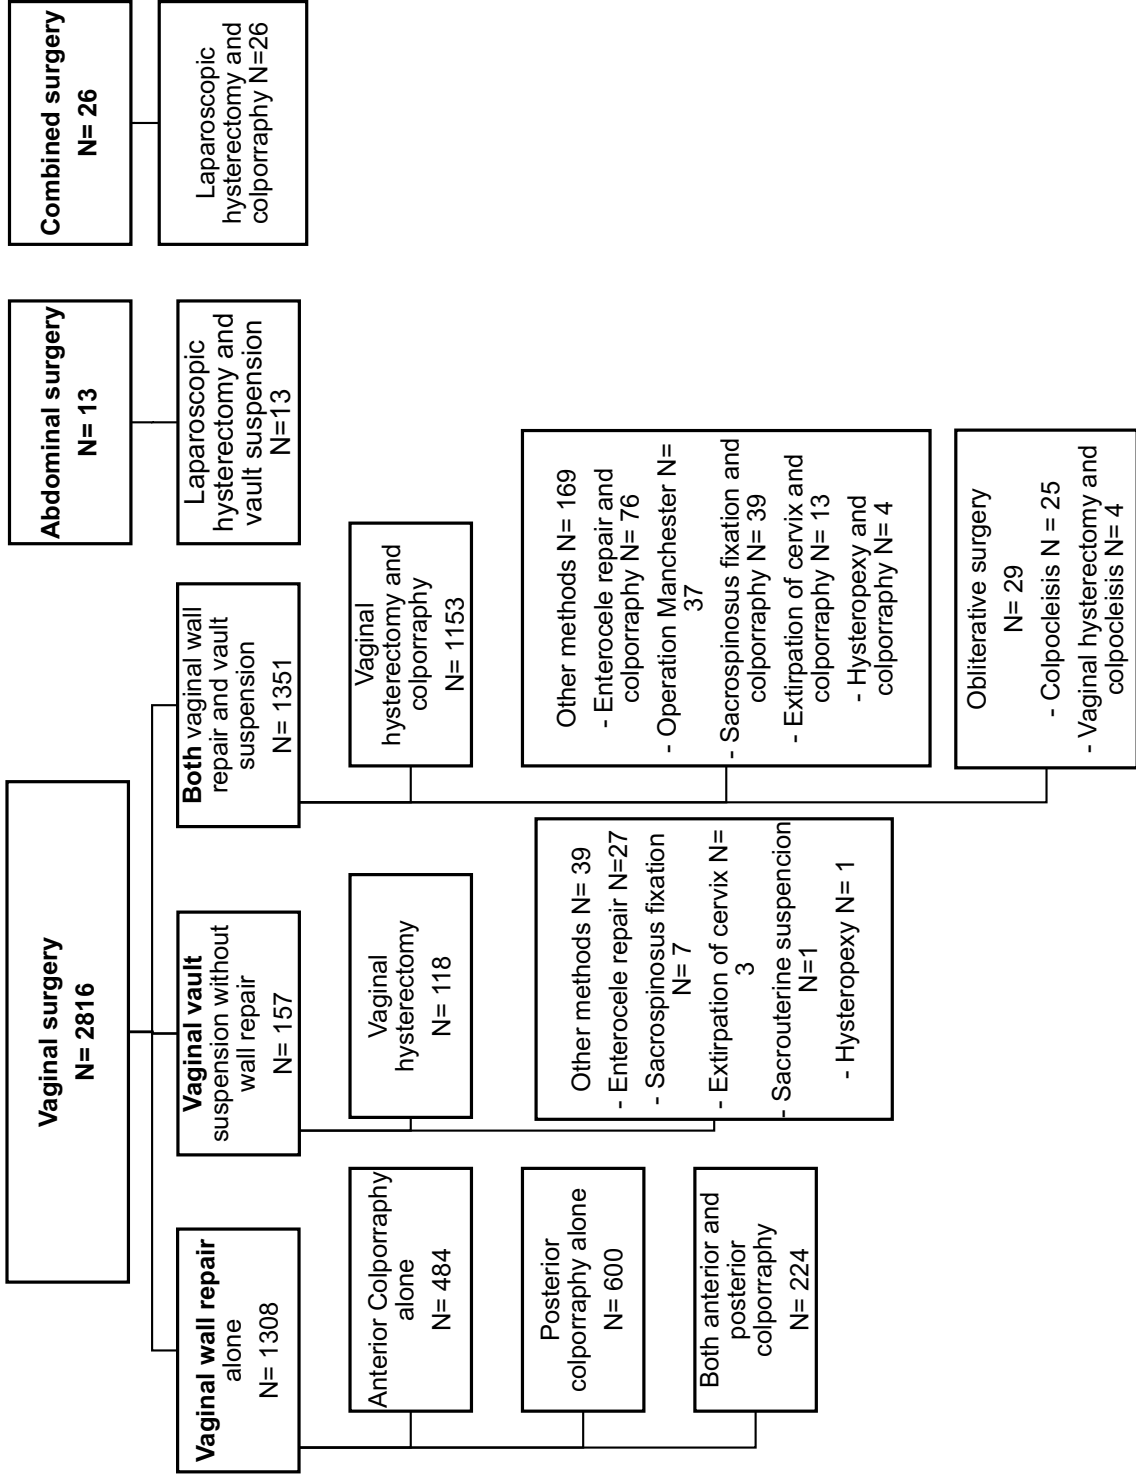 Vaginal surgery
N= 2816
Abdominal surgery
N= 13
Combined surgery
N= 26
Vaginal wall repair
alone
N= 1308
Vaginal vault
suspension without
wall repair
N= 157
Both vaginal wall
repair and vault
suspension
N= 1351
Laparoscopic
hysterectomy and
vault suspension
N=13
Laparoscopic
hysterectomy and
colporraphy N=26
Anterior Colporraphy
alone
N= 484
Posterior
colporraphy alone
N= 600
Both anterior and
posterior
colporraphy
N= 224
Vaginal
hysterectomy
N= 118
Other methods N= 39
- Enterocele repair N=27
- Sacrospinosus fixation
N= 7
- Extirpation of cervix N=
3
- Sacrouterine suspencion
N=1
- Hysteropexy N= 1
Vaginal
hysterectomy and
colporraphy
N= 1153
Other methods N= 169
- Enterocele repair and
colporraphy N= 76
- Operation Manchester N=
37
- Sacrospinosus fixation and
colporraphy N= 39
- Extirpation of cervix and
colporraphy N= 13
- Hysteropexy and
colporraphy N= 4
Obliterative surgery
N= 29
- Colpocleisis N = 25
- Vaginal hysterectomy and
colpocleisis N= 4